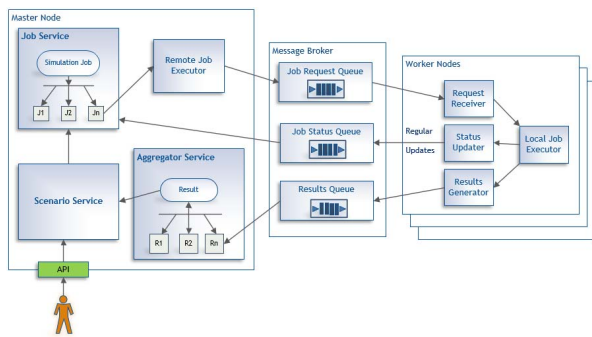 Master Node
Job Service
Simulation Job
J1
J2
Jn
Remote Job
Executor
Message Broker
Job Request Queue
Job Status Queue
Results Queue
Worker Nodes
Request
Receiver
Regular
Updates
Status
Updater
Local Job
Executor
Results
Generator
Scenario Service
Aggregator Service
Result
R1
R2
Rn
API